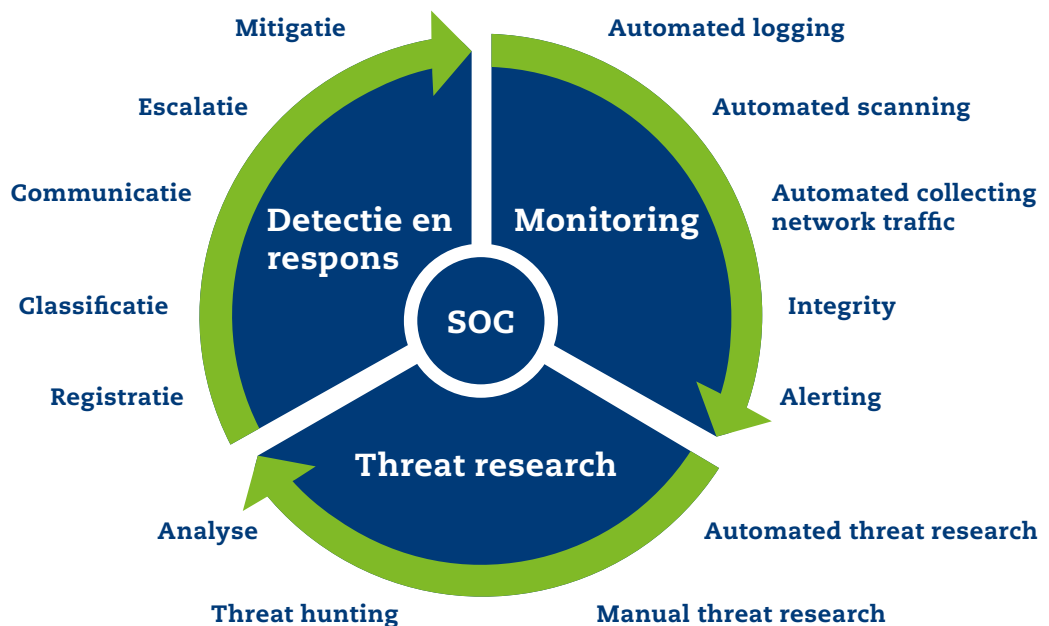 Mitigatie
Automated logging
Escalatie
Automated scanning
Communicatie
Automated collecting
network traffic
Detectie en
respons
Monitoring
Classificatie
SOC
Integrity
Registratie
Alerting
Threat research
Analyse
Automated threat research
Threat hunting
Manual threat research